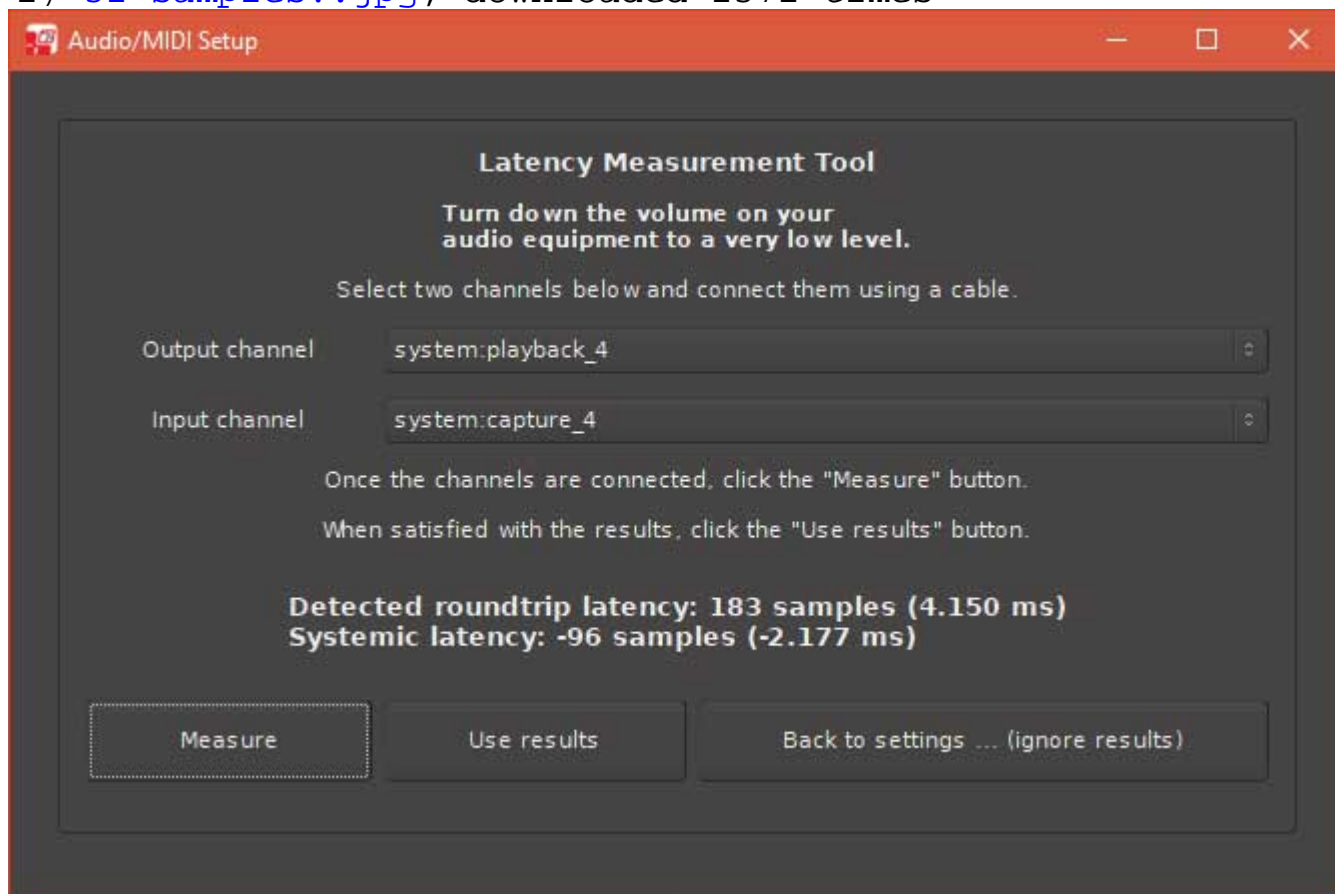 Audio/MIDI Setup
Latency Measurement Tool
Turn down the volume on your
audio equipment to a very low level.
Select two channels below and connect them using a cable.
Output channel system:playback_4
Input channel system:capture_4
Once the channels are connected, click the "Measure" button.
When satisfied with the results, click the "Use results" button.
Detected roundtrip latency: 183 samples (4.150 ms)
Systemic latency: -96 samples (-2.177 ms)
Measure Use results Back to settings ... (ignore results)